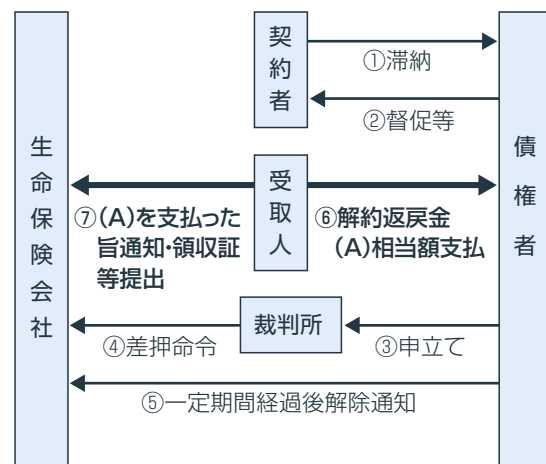 契約者
①滞納
②督促等
生命保険会社
債権者
受取人
⑦(A)を支払った
旨通知・領収証
等提出
⑥解約返戻金
(A)相当額支払
裁判所
④差押命令
③申立て
⑤一定期間経過後解除通知